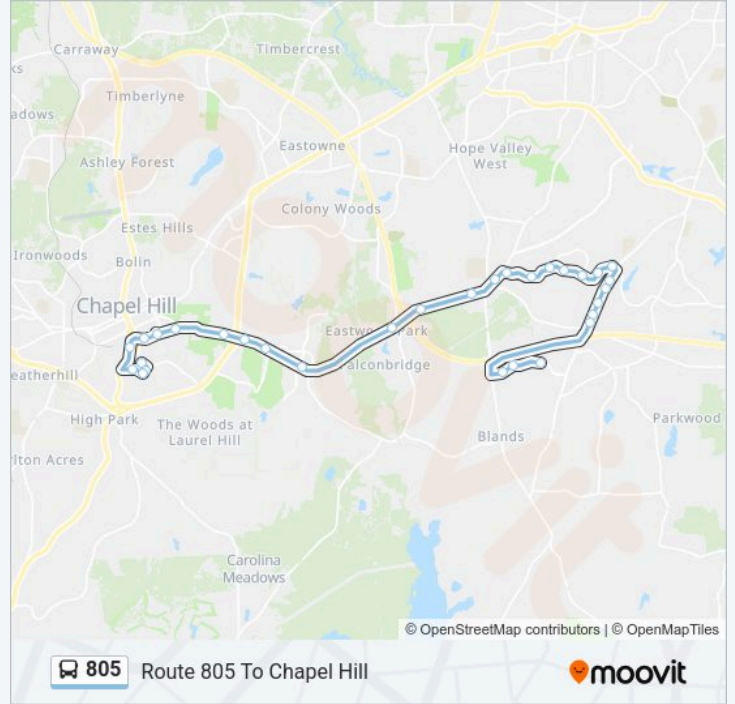 Carraway
Timbercrest
ks
Timberlyne
adows
Eastowne
Hope Valley
West
Ashley Forest
Colony Woods
Estes Hills
Ironwoods
Bolin
Chapel Hill
Eastwood Park
Falconbridge
eatherhill
High Park
The Woods at
Laurel Hill
Parkwood
Blands
lton Acres
Carolina
Meadows
© OpenStreetMap contributors | © OpenMapTiles
805 Route 805 To Chapel Hill
moovit